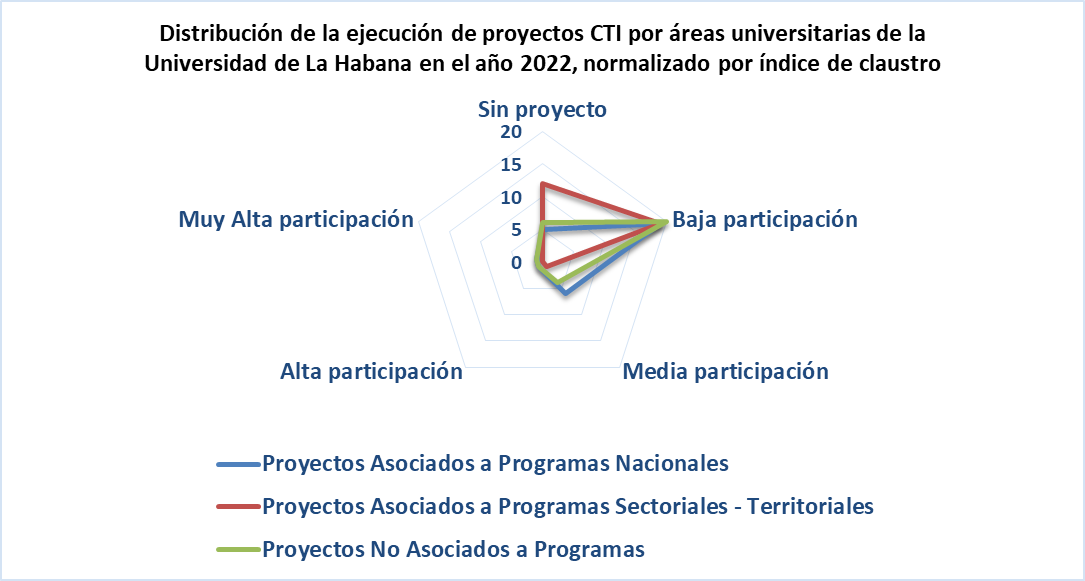 Distribución de la ejecución de proyectos CTI por áreas universitarias de la
Universidad de La Habana en el año 2022, normalizado por índice de claustro
Sin proyecto
20
15
10
5
0
Muy Alta participación
Baja participación
Alta participación
Media participación
Proyectos Asociados a Programas Nacionales
Proyectos Asociados a Programas Sectoriales - Territoriales
Proyectos No Asociados a Programas